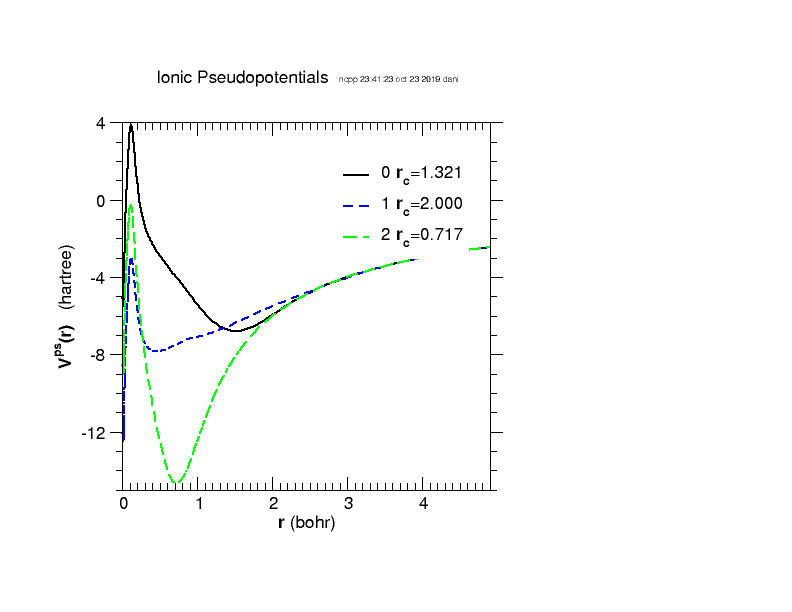 Ionic Pseudopotentials ncpp 23:41:23 oct 23 2019 dani
4
0
-4
-8
-12
V^ps(r) (hartree)
0 r_c=1.321
1 r_c=2.000
2 r_c=0.717
0 1 2 3 4
r (bohr)